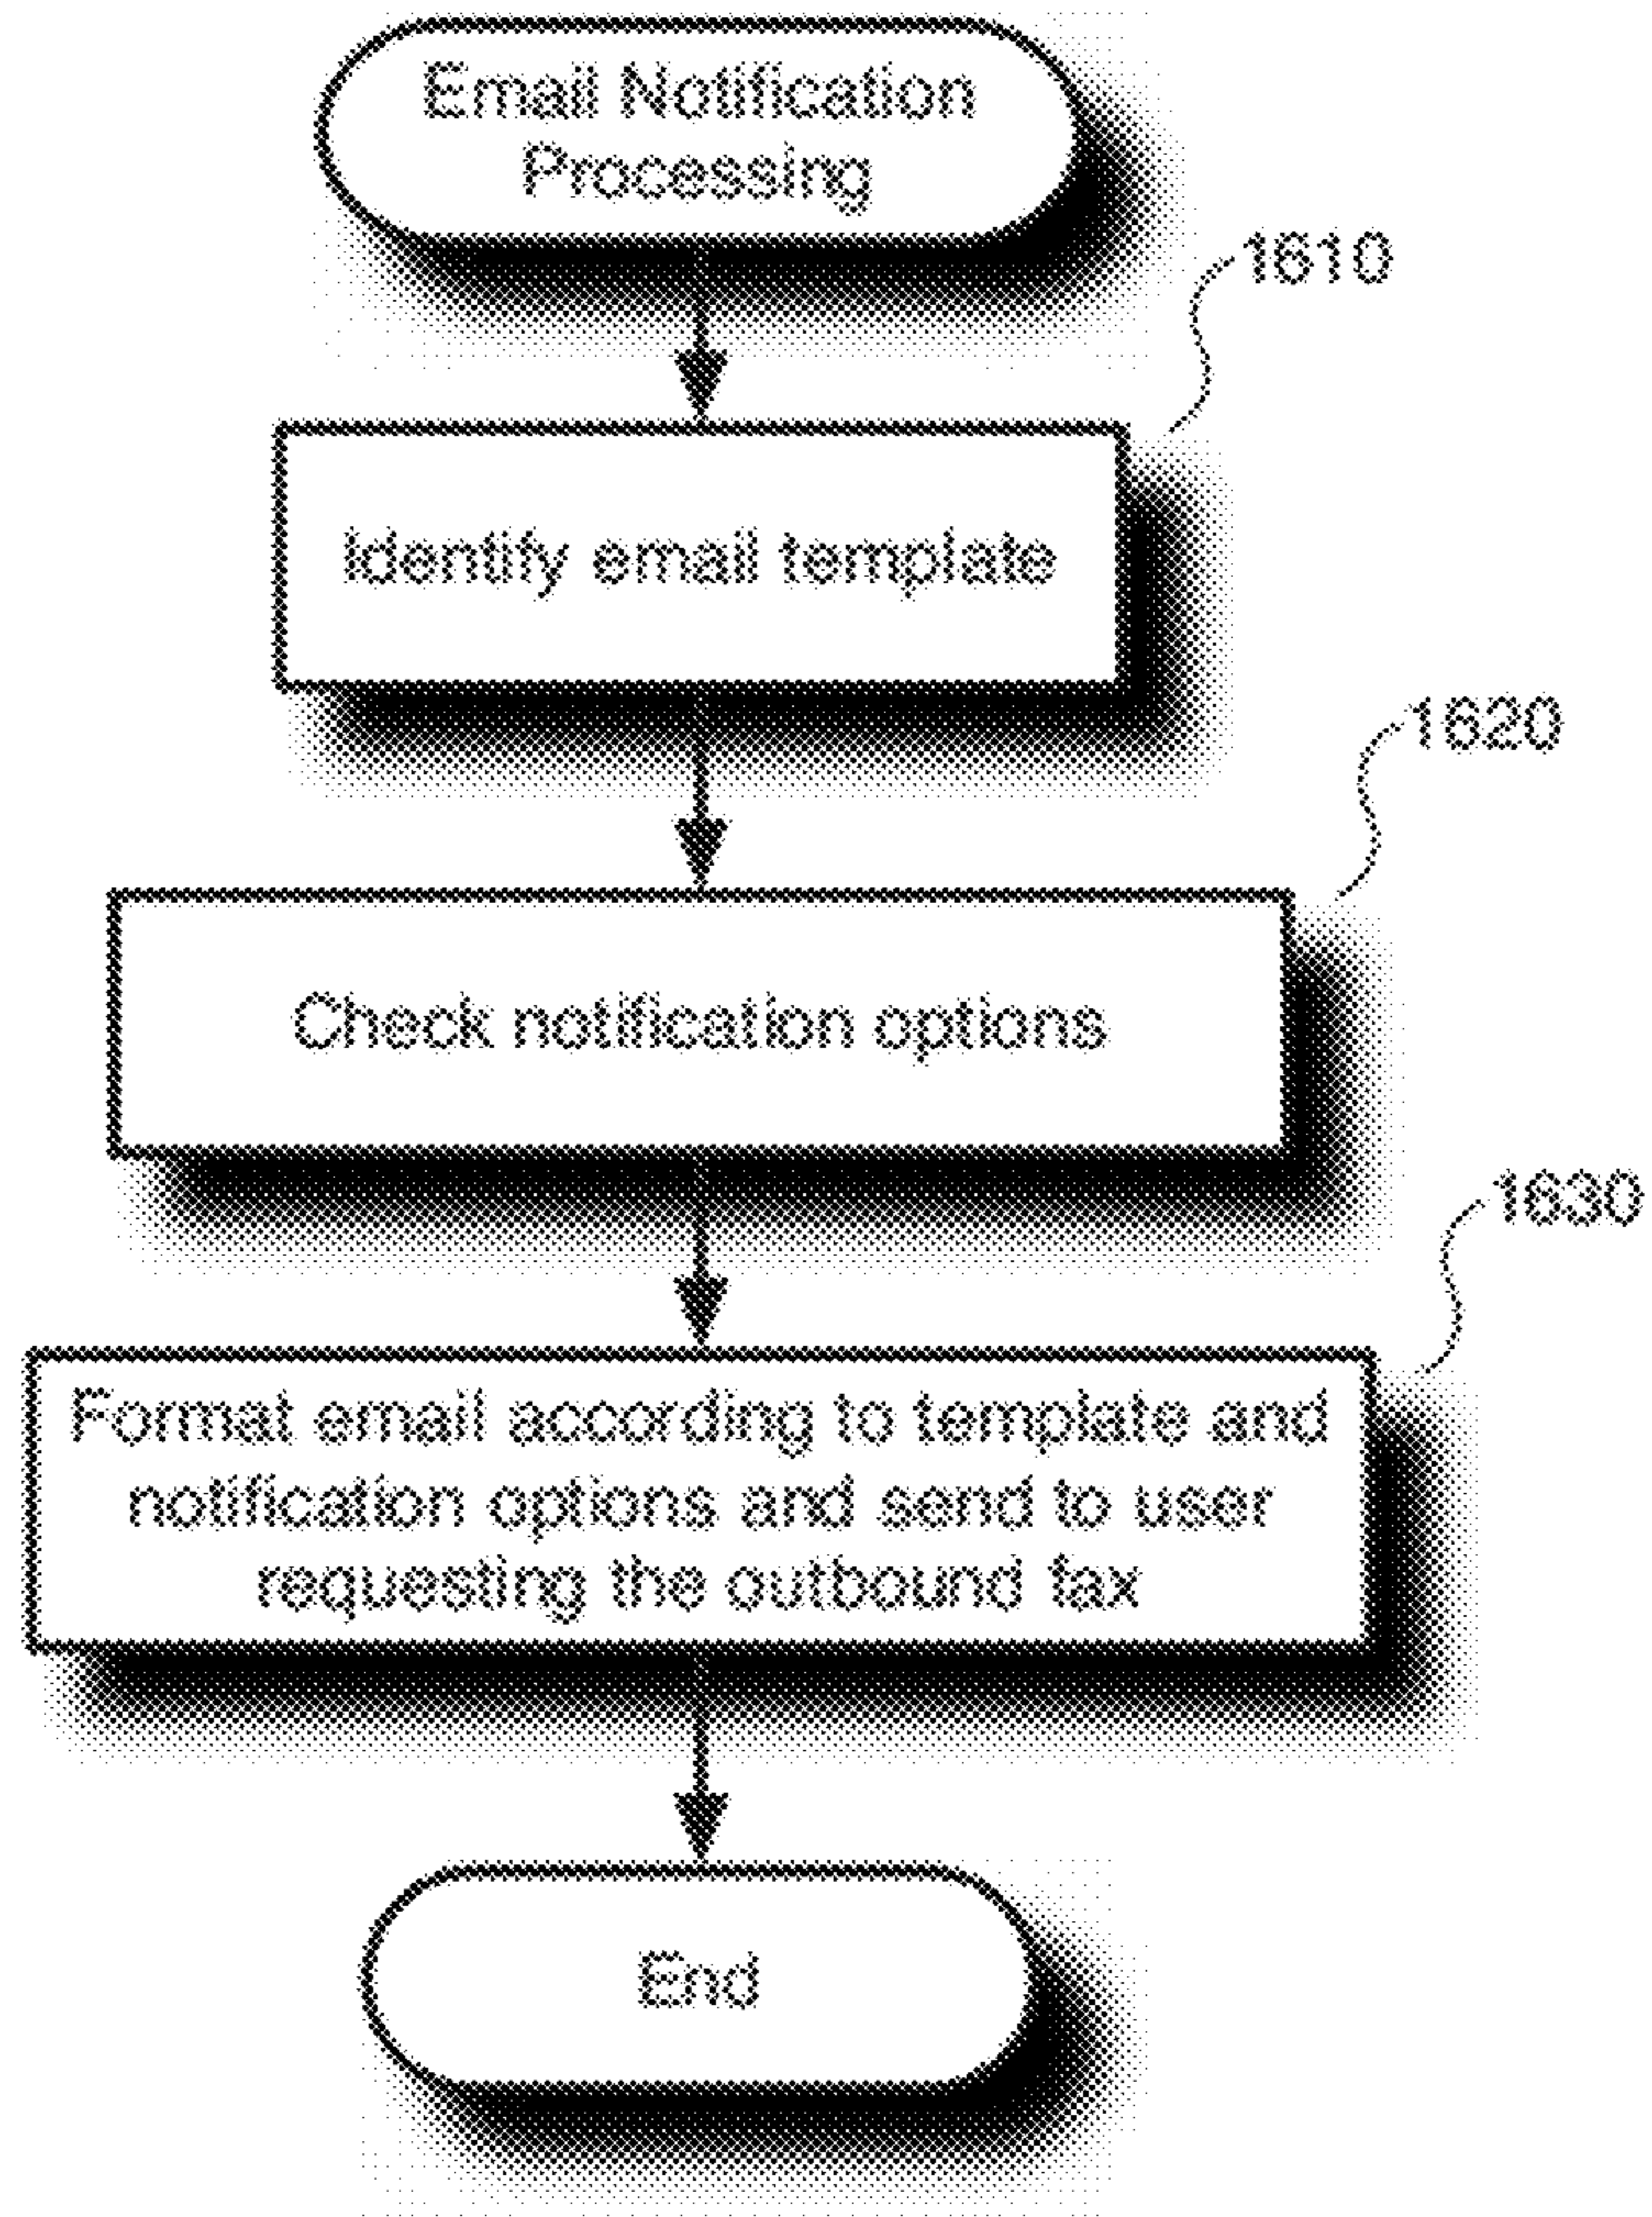 Email Notification
Processing
1610
Identify email template
1620
Check notification options
1630
Format email according to template and
notification options and send to user
requesting the outbound fax
End